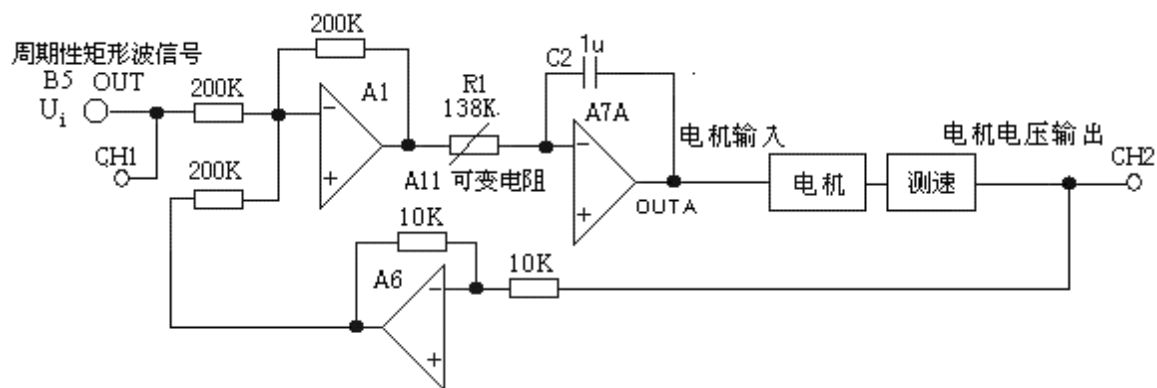 200K
周期性矩形波信号
B5 OUT
Ui
200K
A1
R1
138K
C2
1u
A7A
CH1
200K
A11 可变电阻
电机输入
OUTA
电机
测速
电机电压输出
CH2
10K
A6
10K